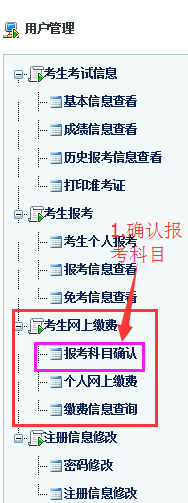 用户管理
考生考试信息
基本信息查看
成绩信息查看
历史报考信息查看
打印准考证
考生报考
1.确认报
考科目
考生个人报考
报考信息查看
免考信息查看
考生网上缴费
报考科目确认
个人网上缴费
缴费信息查询
注册信息修改
密码修改
注册信息修改